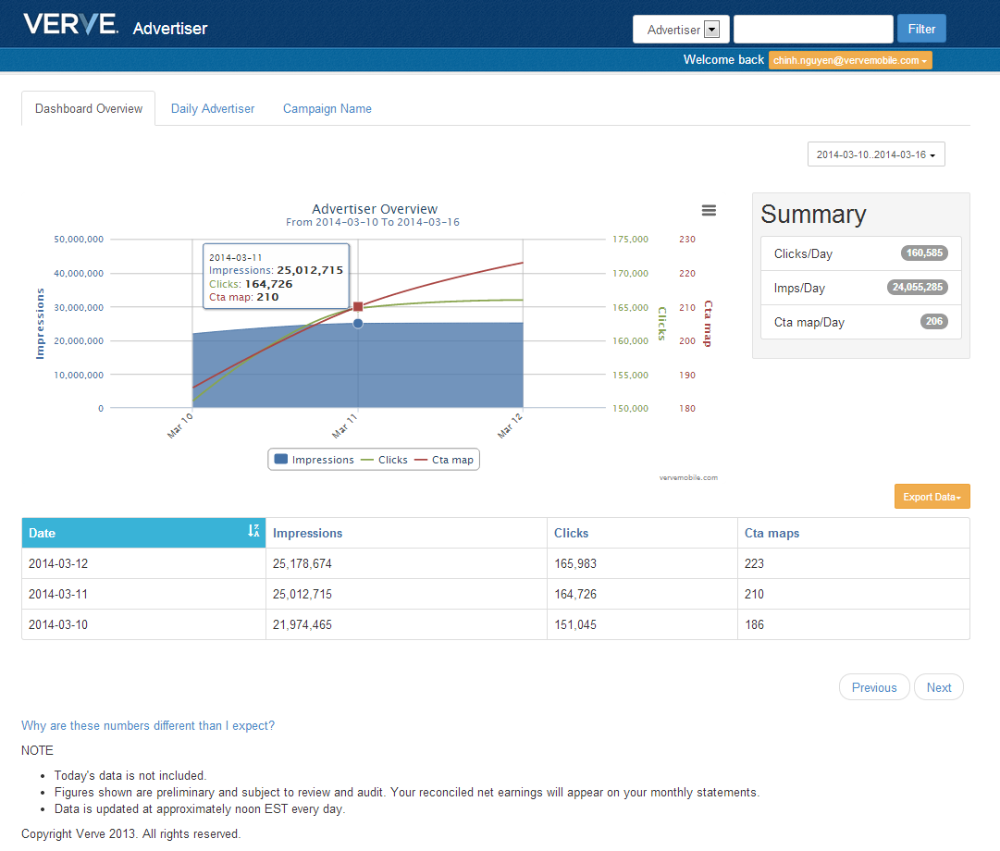 VERVE. Advertiser
Advertiser
Filter
Welcome back chinh.nguyen@vervemobile.com
Dashboard Overview Daily Advertiser Campaign Name
2014-03-10..2014-03-16
Advertiser Overview
From 2014-03-10 To 2014-03-16
Impressions
50,000,000
40,000,000
30,000,000
20,000,000
10,000,000
0
2014-03-11
Impressions: 25,012,715
Clicks: 164,726
Cta map: 210
175,000
170,000
165,000
160,000
155,000
150,000
Clicks
230
220
210
200
190
180
Cta map
Mar 10 Mar 11 Mar 12
Impressions Clicks Cta map
vervemobile.com
Summary
Clicks/Day 160,585
Imps/Day 24,055,285
Cta map/Day 206
Export Data
Date Impressions Clicks Cta maps
2014-03-12 25,178,674 165,983 223
2014-03-11 25,012,715 164,726 210
2014-03-10 21,974,465 151,045 186
Previous Next
Why are these numbers different than I expect?
NOTE
• Today's data is not included.
• Figures shown are preliminary and subject to review and audit. Your reconciled net earnings will appear on your monthly statements.
• Data is updated at approximately noon EST every day.
Copyright Verve 2013. All rights reserved.